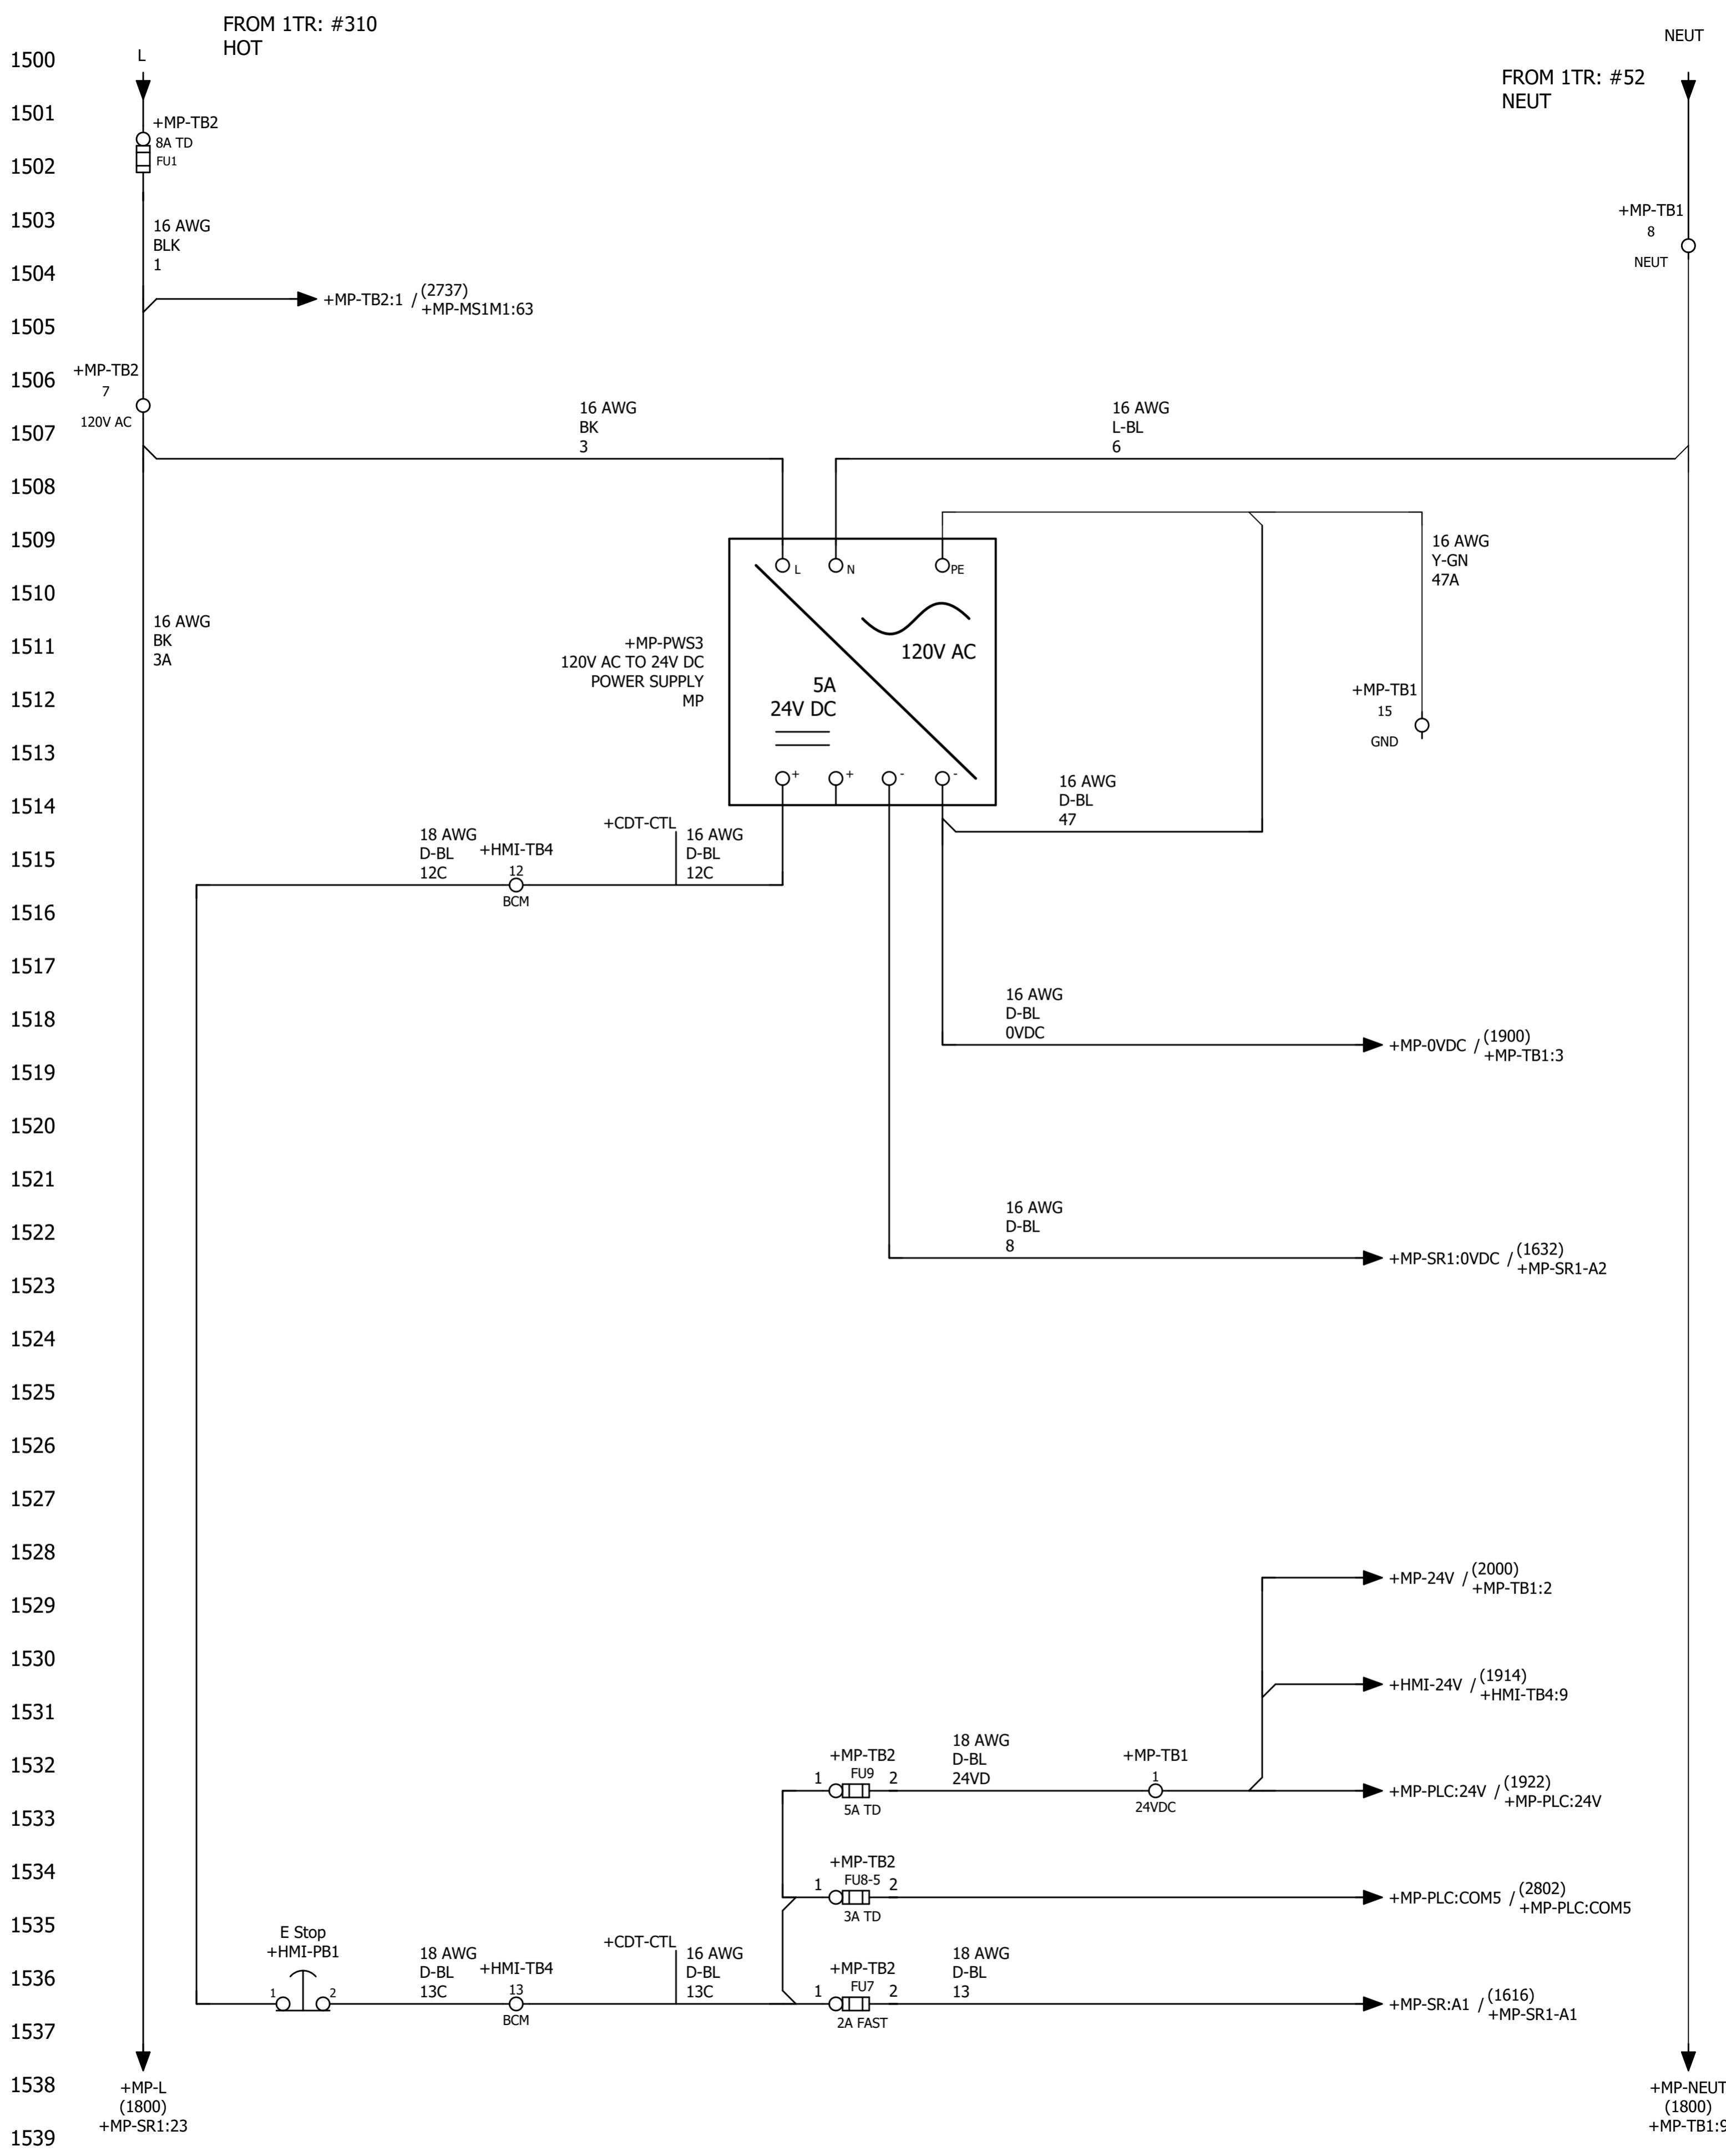 FROM 1TR: #310
HOT
NEUT
1500
L
FROM 1TR: #52
NEUT
1501
+MP-TB2
8A TD
FU1
1502
1503
16 AWG
BLK
1
+MP-TB1
8
NEUT
1504
+MP-TB2:1 / (2737)
+MP-MS1M1:63
1505
+MP-TB2
7
120V AC
1506
1507
16 AWG
BK
3
16 AWG
L-BL
6
1508
1509
L
N
PE
16 AWG
Y-GN
47A
1510
1511
16 AWG
BK
3A
+MP-PWS3
120V AC TO 24V DC
POWER SUPPLY
MP
120V AC
5A
24V DC
1512
+MP-TB1
15
GND
1513
+
+
-
-
1514
16 AWG
D-BL
47
1515
18 AWG
D-BL
12C
+HMI-TB4
12
BCM
+CDT-CTL
16 AWG
D-BL
12C
1516
1517
1518
16 AWG
D-BL
0VDC
+MP-0VDC / (1900)
+MP-TB1:3
1519
1520
1521
1522
16 AWG
D-BL
8
+MP-SR1:0VDC / (1632)
+MP-SR1-A2
1523
1524
1525
1526
1527
1528
+MP-24V / (2000)
+MP-TB1:2
1529
1530
+HMI-24V / (1914)
+HMI-TB4:9
1531
1532
+MP-TB2
1 FU9 2
5A TD
18 AWG
D-BL
24VD
+MP-TB1
1
24VDC
+MP-PLC:24V / (1922)
+MP-PLC:24V
1533
1534
+MP-TB2
1 FU8-5 2
3A TD
+MP-PLC:COM5 / (2802)
+MP-PLC:COM5
1535
E Stop
+HMI-PB1
1 2
1536
18 AWG
D-BL
13C
+HMI-TB4
13
BCM
+CDT-CTL
16 AWG
D-BL
13C
+MP-TB2
1 FU7 2
2A FAST
18 AWG
D-BL
13
+MP-SR:A1 / (1616)
+MP-SR1-A1
1537
1538
+MP-L
(1800)
+MP-SR1:23
+MP-NEUT
(1800)
+MP-TB1:9
1539